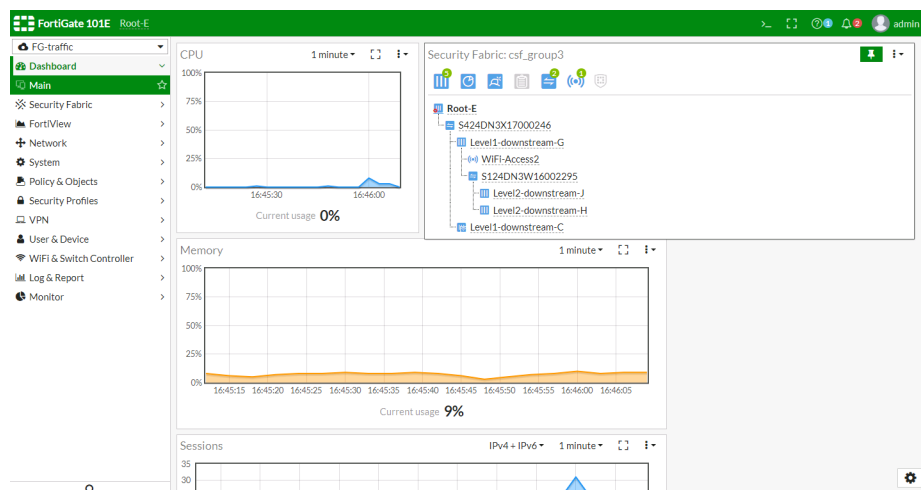 FortiGate 101E Root-E
>_ 1 2 admin
FG-traffic
Dashboard
Main
Security Fabric
FortiView
Network
System
Policy & Objects
Security Profiles
VPN
User & Device
WiFi & Switch Controller
Log & Report
Monitor
CPU 1 minute
100%
75%
50%
25%
0%
16:45:30 16:46:00
Current usage 0%
Security Fabric: csf_group3
5 2 1
Root-E
S424DN3X17000246
Level1-downstream-G
WiFi-Access2
S124DN3W16002295
Level2-downstream-J
Level2-downstream-H
Level1-downstream-C
Memory 1 minute
100%
75%
50%
25%
0%
16:45:15 16:45:20 16:45:25 16:45:30 16:45:35 16:45:40 16:45:45 16:45:50 16:45:55 16:46:00 16:46:05
Current usage 9%
Sessions IPv4 + IPv6 1 minute
35
30